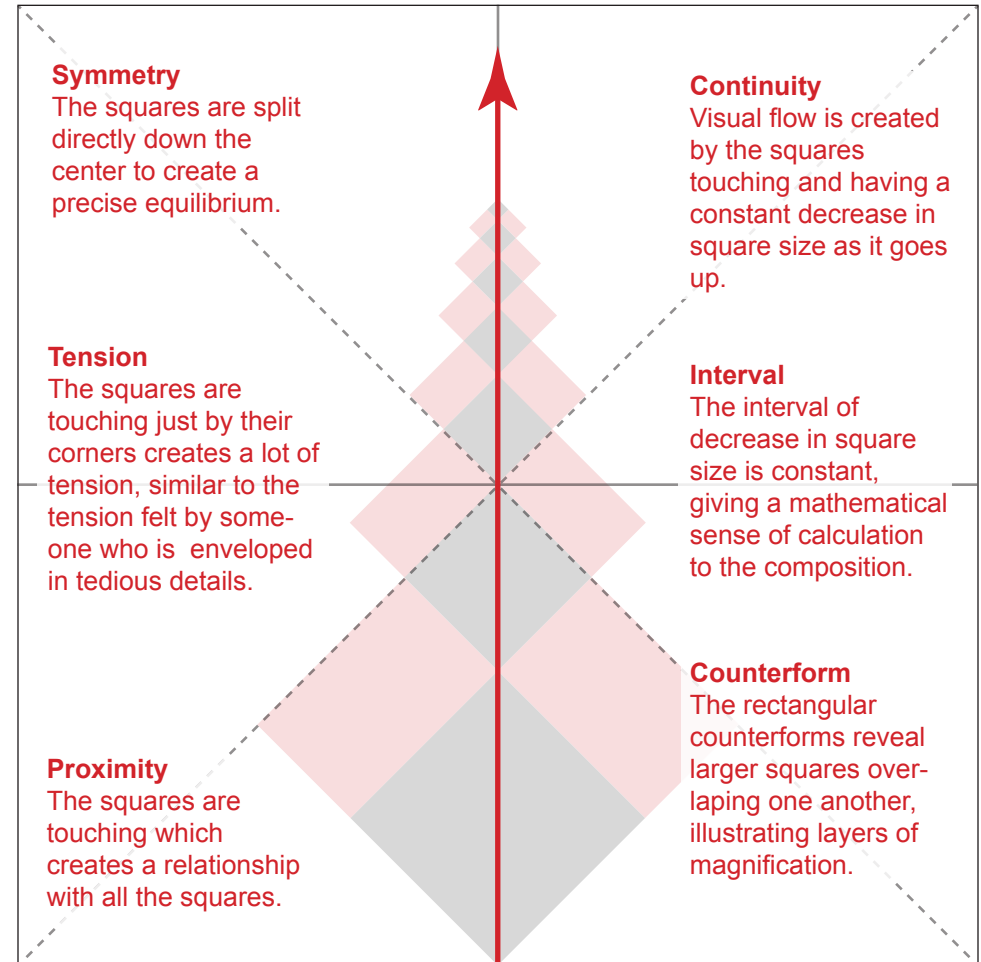 Symmetry
The squares are split
directly down the
center to create a
precise equilibrium.
Tension
The squares are
touching just by their
corners creates a lot of
tension, similar to the
tension felt by some-
one who is  enveloped
in tedious details.
Proximity
The squares are
touching which
creates a relationship
with all the squares.
Continuity
Visual flow is created
by the squares
touching and having a
constant decrease in
square size as it goes
up.
Interval
The interval of
decrease in square
size is constant,
giving a mathematical
sense of calculation
to the composition.
Counterform
The rectangular
counterforms reveal
larger squares over-
laping one another,
illustrating layers of
magnification.